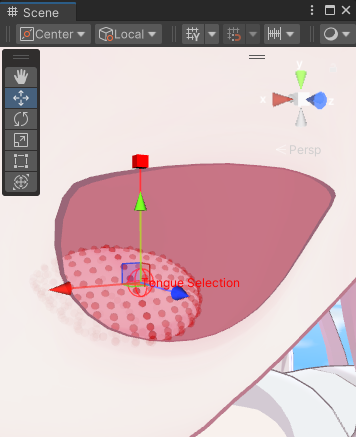 Scene
Center Local
y
x z
Persp
Tongue Selection